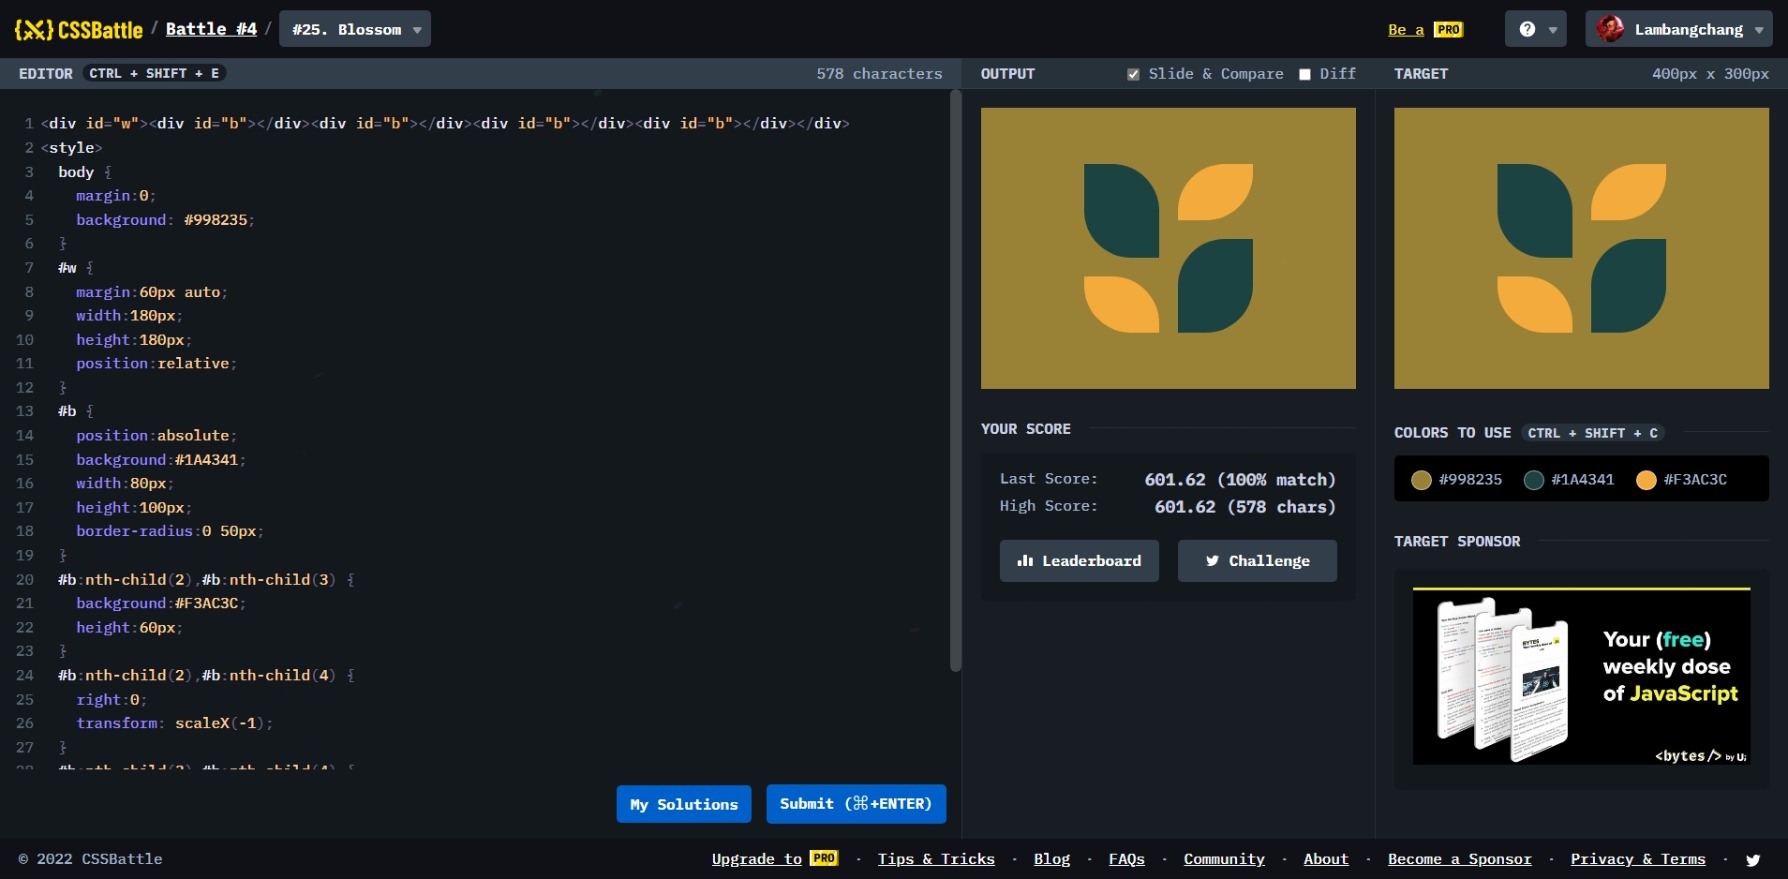 CSSBattle / Battle #4 / #25. Blossom
Be a PRO
? Lambangchang
EDITOR CTRL + SHIFT + E 578 characters
1 <div id="w"><div id="b"></div><div id="b"></div><div id="b"></div><div id="b"></div></div>
2 <style>
3 body {
4 margin:0;
5 background: #998235;
6 }
7 #w {
8 margin:60px auto;
9 width:180px;
10 height:180px;
11 position:relative;
12 }
13 #b {
14 position:absolute;
15 background:#1A4341;
16 width:80px;
17 height:100px;
18 border-radius:0 50px;
19 }
20 #b:nth-child(2),#b:nth-child(3) {
21 background:#F3AC3C;
22 height:60px;
23 }
24 #b:nth-child(2),#b:nth-child(4) {
25 right:0;
26 transform: scaleX(-1);
27 }
28 #b:nth-child(3),#b:nth-child(4) {
My Solutions
Submit (⌘+ENTER)
OUTPUT Slide & Compare Diff
YOUR SCORE
Last Score: 601.62 (100% match)
High Score: 601.62 (578 chars)
Leaderboard
Challenge
TARGET 400px x 300px
COLORS TO USE CTRL + SHIFT + C
#998235 #1A4341 #F3AC3C
TARGET SPONSOR
Your (free)
weekly dose
of JavaScript
BYTES
<bytes/> by U;
© 2022 CSSBattle
Upgrade to PRO · Tips & Tricks · Blog · FAQs · Community · About · Become a Sponsor · Privacy & Terms ·